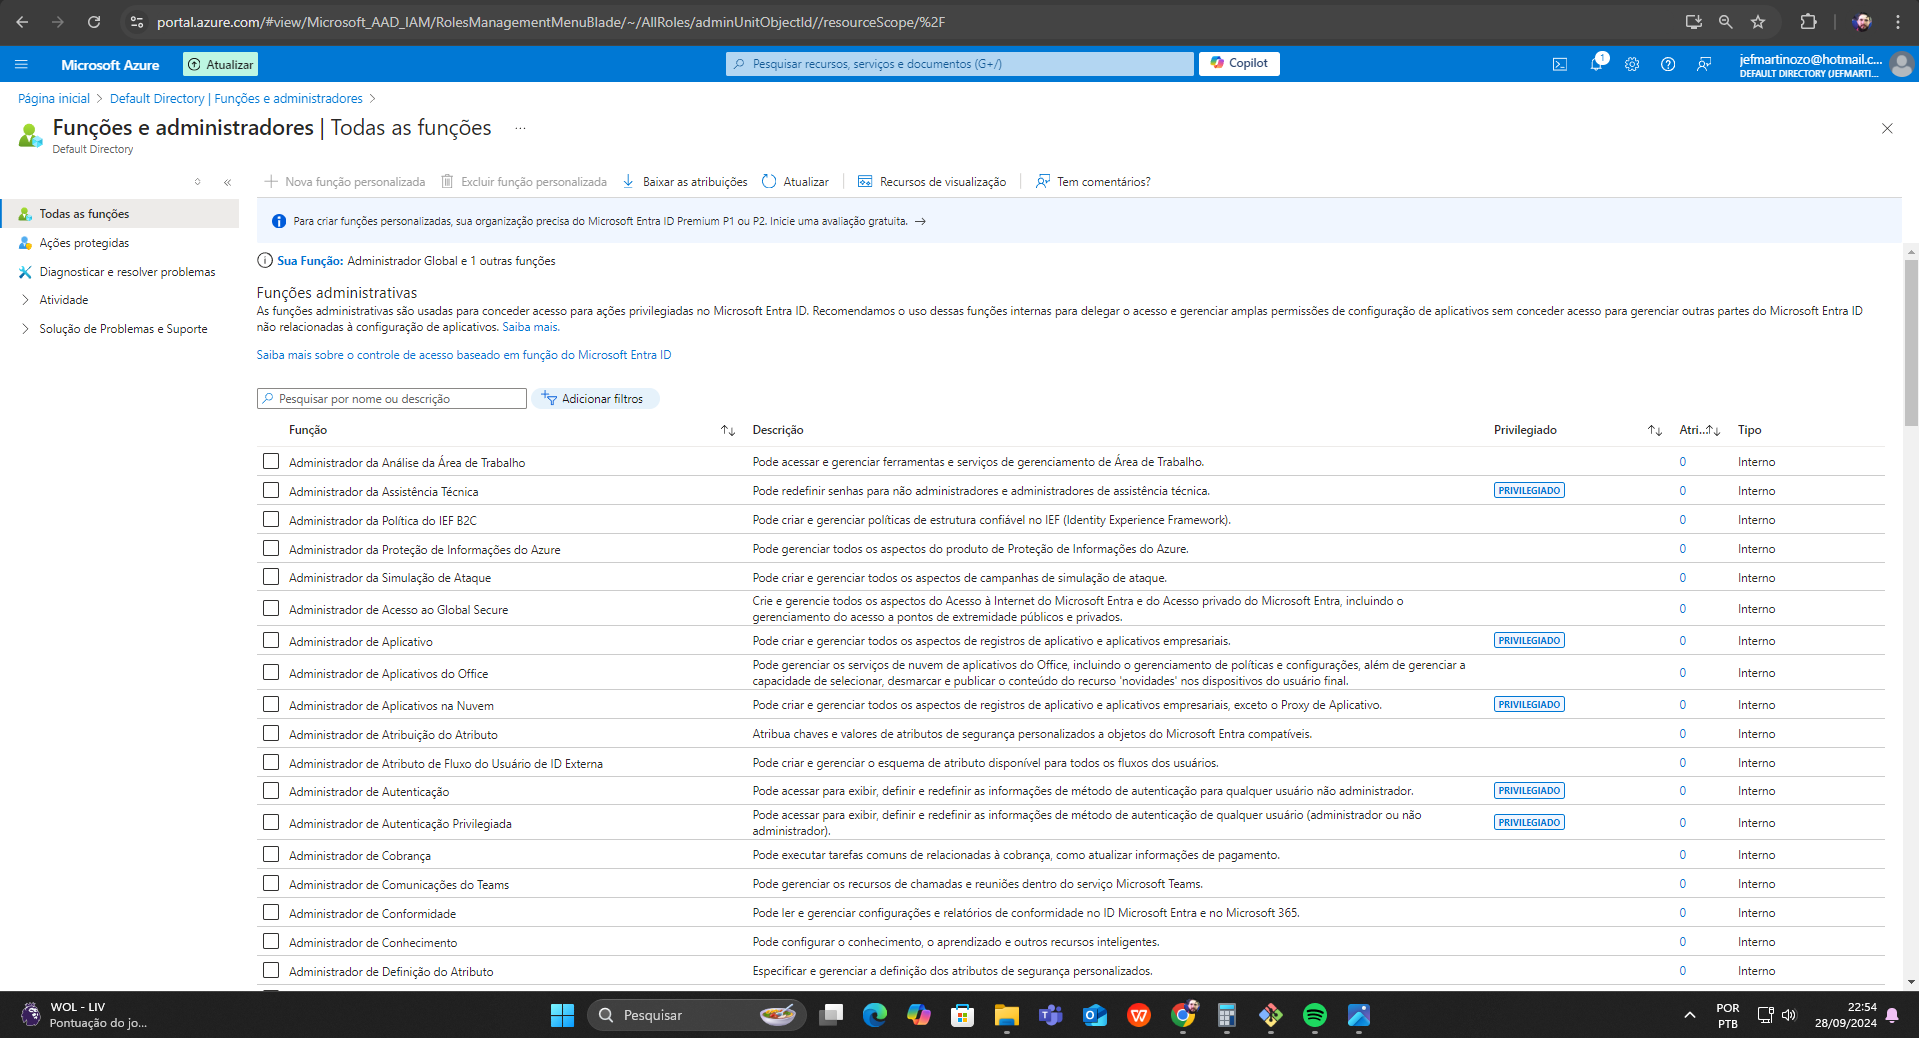 portal.azure.com/#view/Microsoft_AAD_IAM/RolesManagementMenuBlade/~/AllRoles/adminUnitObjectId//resourceScope/%2F
Microsoft Azure
Atualizar
Pesquisar recursos, serviços e documentos (G+/)
Copilot
1
jefmartinozo@hotmail.c...
DEFAULT DIRECTORY (JEFMARTI...
Página inicial > Default Directory | Funções e administradores >
Funções e administradores | Todas as funções ...
Default Directory
Nova função personalizada
Excluir função personalizada
Baixar as atribuições
Atualizar
Recursos de visualização
Tem comentários?
Todas as funções
Ações protegidas
Diagnosticar e resolver problemas
Atividade
Solução de Problemas e Suporte
Para criar funções personalizadas, sua organização precisa do Microsoft Entra ID Premium P1 ou P2. Inicie uma avaliação gratuita. →
Sua Função: Administrador Global e 1 outras funções
Funções administrativas
As funções administrativas são usadas para conceder acesso para ações privilegiadas no Microsoft Entra ID. Recomendamos o uso dessas funções internas para delegar o acesso e gerenciar amplas permissões de configuração de aplicativos sem conceder acesso para gerenciar outras partes do Microsoft Entra ID
não relacionadas à configuração de aplicativos. Saiba mais.
Saiba mais sobre o controle de acesso baseado em função do Microsoft Entra ID
Pesquisar por nome ou descrição
Adicionar filtros
Função Descrição Privilegiado Atri... Tipo
Administrador da Análise da Área de Trabalho Pode acessar e gerenciar ferramentas e serviços de gerenciamento de Área de Trabalho. 0 Interno
Administrador da Assistência Técnica Pode redefinir senhas para não administradores e administradores de assistência técnica. PRIVILEGIADO 0 Interno
Administrador da Política do IEF B2C Pode criar e gerenciar políticas de estrutura confiável no IEF (Identity Experience Framework). 0 Interno
Administrador da Proteção de Informações do Azure Pode gerenciar todos os aspectos do produto de Proteção de Informações do Azure. 0 Interno
Administrador da Simulação de Ataque Pode criar e gerenciar todos os aspectos de campanhas de simulação de ataque. 0 Interno
Administrador de Acesso ao Global Secure Crie e gerencie todos os aspectos do Acesso à Internet do Microsoft Entra e do Acesso privado do Microsoft Entra, incluindo o
gerenciamento do acesso a pontos de extremidade públicos e privados. 0 Interno
Administrador de Aplicativo Pode criar e gerenciar todos os aspectos de registros de aplicativo e aplicativos empresariais. PRIVILEGIADO 0 Interno
Administrador de Aplicativos do Office Pode gerenciar os serviços de nuvem de aplicativos do Office, incluindo o gerenciamento de políticas e configurações, além de gerenciar a
capacidade de selecionar, desmarcar e publicar o conteúdo do recurso 'novidades' nos dispositivos do usuário final. 0 Interno
Administrador de Aplicativos na Nuvem Pode criar e gerenciar todos os aspectos de registros de aplicativo e aplicativos empresariais, exceto o Proxy de Aplicativo. PRIVILEGIADO 0 Interno
Administrador de Atribuição do Atributo Atribua chaves e valores de atributos de segurança personalizados a objetos do Microsoft Entra compatíveis. 0 Interno
Administrador de Atributo de Fluxo do Usuário de ID Externa Pode criar e gerenciar o esquema de atributo disponível para todos os fluxos dos usuários. 0 Interno
Administrador de Autenticação Pode acessar para exibir, definir e redefinir as informações de método de autenticação para qualquer usuário não administrador. PRIVILEGIADO 0 Interno
Administrador de Autenticação Privilegiada Pode acessar para exibir, definir e redefinir as informações de método de autenticação de qualquer usuário (administrador ou não
administrador). PRIVILEGIADO 0 Interno
Administrador de Cobrança Pode executar tarefas comuns de relacionadas à cobrança, como atualizar informações de pagamento. 0 Interno
Administrador de Comunicações do Teams Pode gerenciar os recursos de chamadas e reuniões dentro do serviço Microsoft Teams. 0 Interno
Administrador de Conformidade Pode ler e gerenciar configurações e relatórios de conformidade no ID Microsoft Entra e no Microsoft 365. 0 Interno
Administrador de Conhecimento Pode configurar o conhecimento, o aprendizado e outros recursos inteligentes. 0 Interno
Administrador de Definição do Atributo Especificar e gerenciar a definição dos atributos de segurança personalizados. 0 Interno
WOL - LIV
Pontuação do jo...
Pesquisar
POR
PTB
22:54
28/09/2024